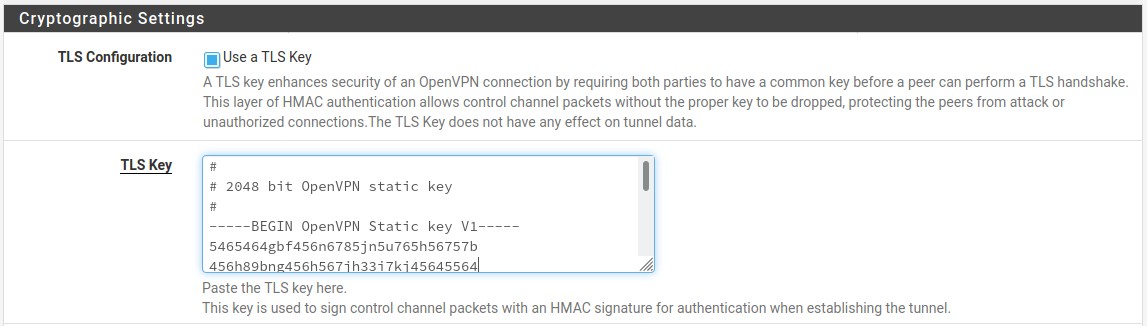 Cryptographic Settings
TLS Configuration
Use a TLS Key
A TLS key enhances security of an OpenVPN connection by requiring both parties to have a common key before a peer can perform a TLS handshake.
This layer of HMAC authentication allows control channel packets without the proper key to be dropped, protecting the peers from attack or
unauthorized connections.The TLS Key does not have any effect on tunnel data.
TLS Key
#
# 2048 bit OpenVPN static key
#
-----BEGIN OpenVPN Static key V1-----
5465464gbf456n6785jn5u765h56757b
456h89bng456h567jh33i7kj45645564
Paste the TLS key here.
This key is used to sign control channel packets with an HMAC signature for authentication when establishing the tunnel.